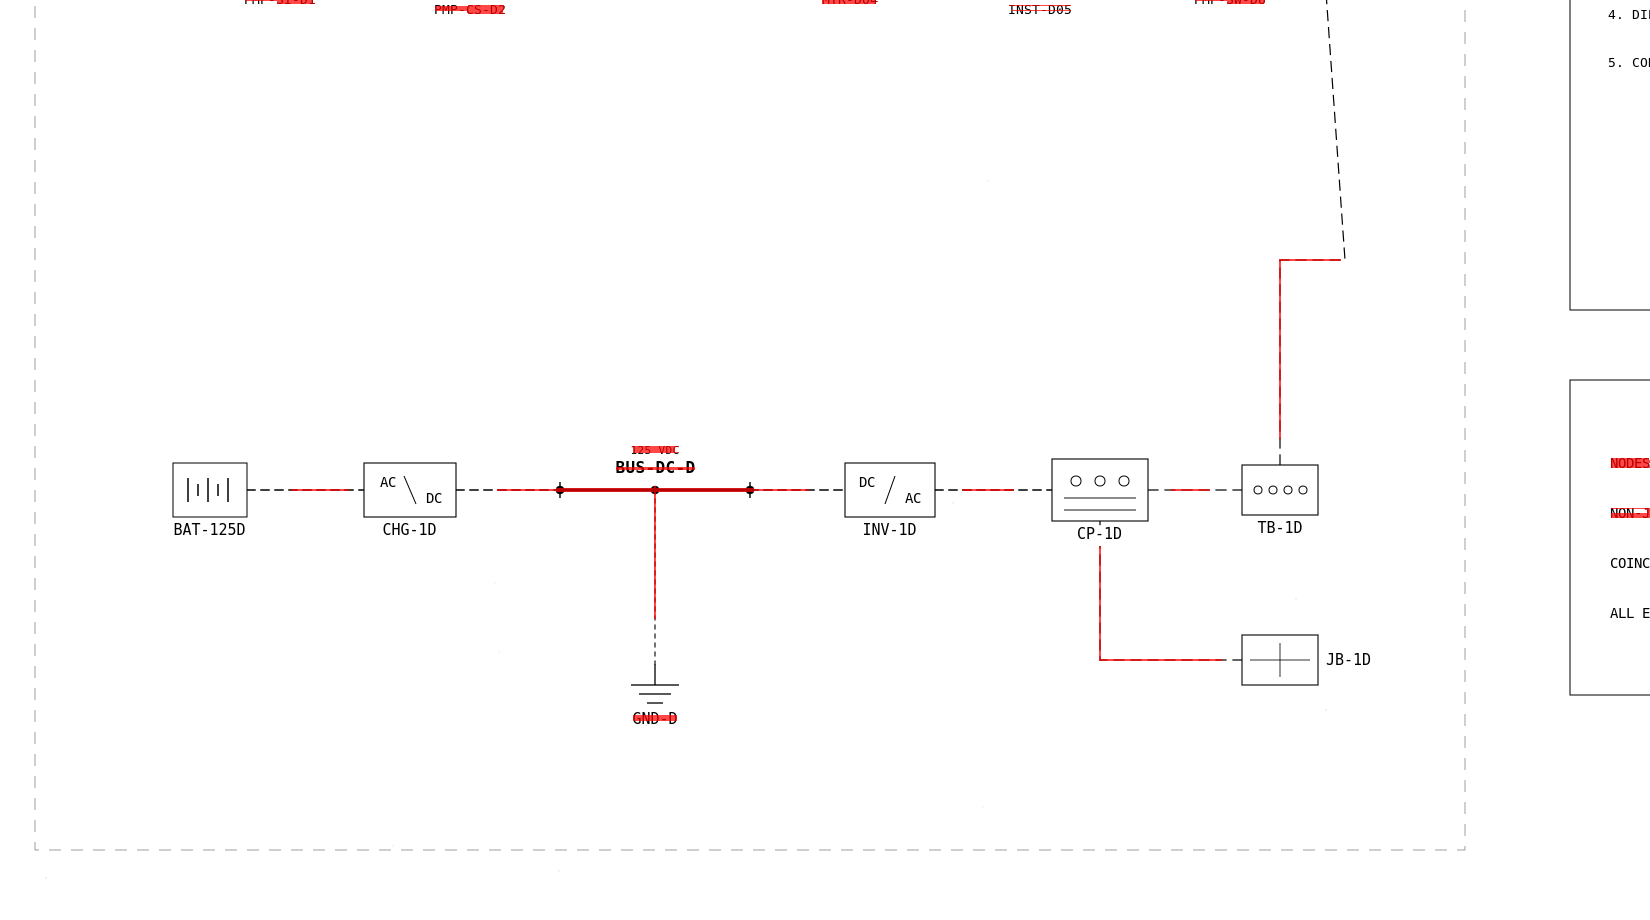 PMP-CS-D2
INST-D05
4. DI
5. CO
125 VDC
BUS-DC-D
AC
DC
DC
AC
BAT-125D
CHG-1D
INV-1D
CP-1D
TB-1D
JB-1D
GND-D
NODES
NON-J
COINC
ALL E